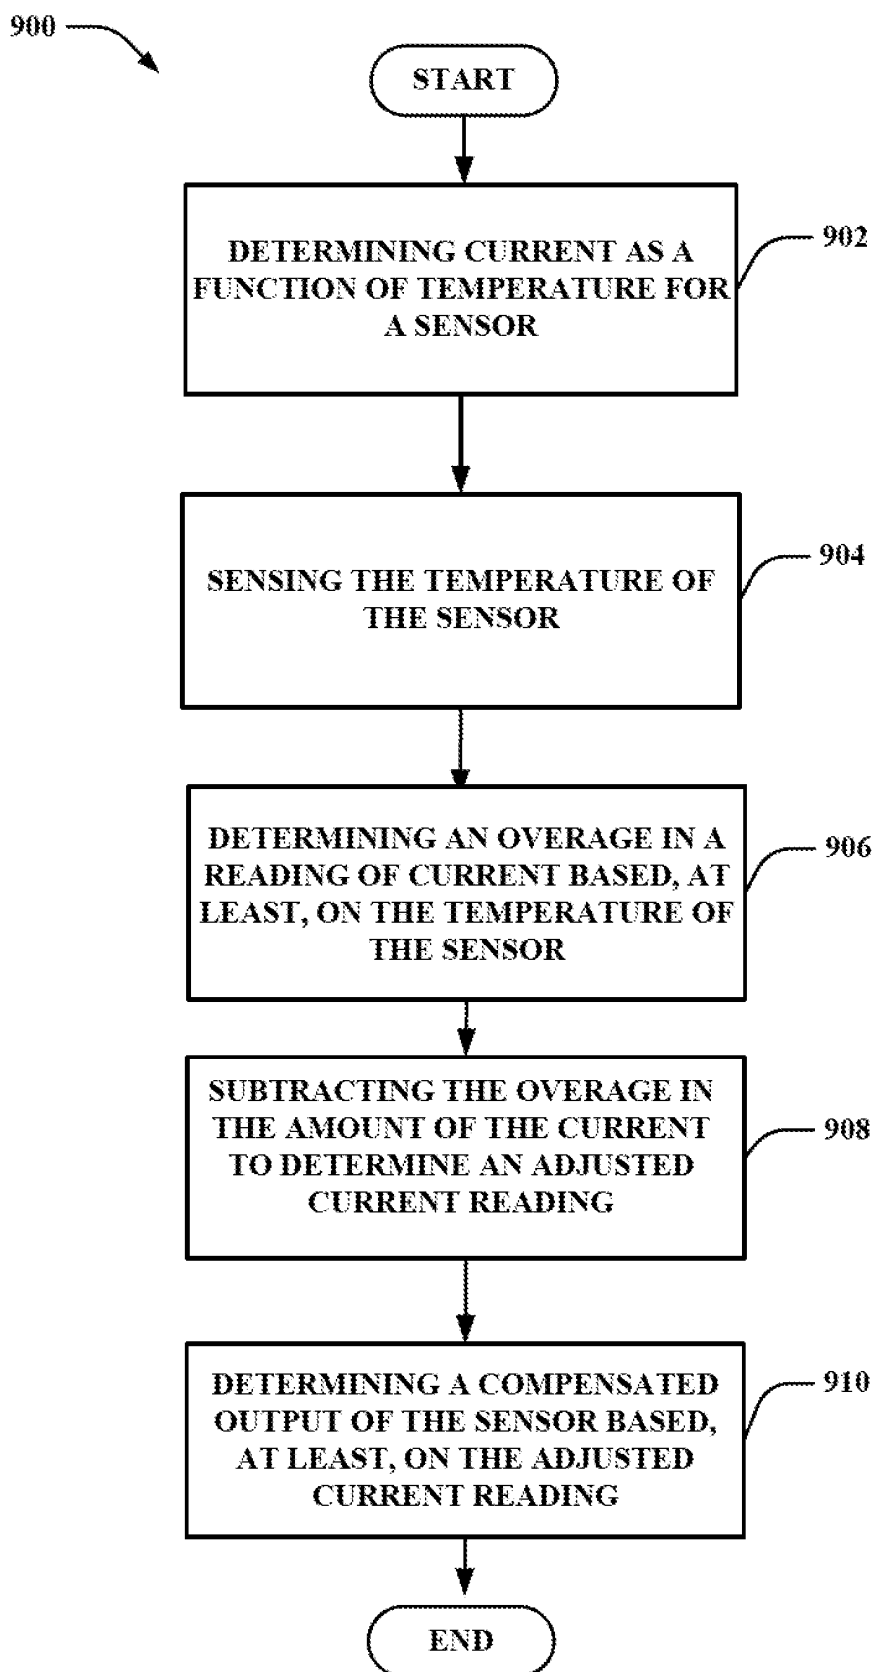 900
START
DETERMINING CURRENT AS A
FUNCTION OF TEMPERATURE FOR
A SENSOR
902
SENSING THE TEMPERATURE OF
THE SENSOR
904
DETERMINING AN OVERAGE IN A
READING OF CURRENT BASED, AT
LEAST, ON THE TEMPERATURE OF
THE SENSOR
906
SUBTRACTING THE OVERAGE IN
THE AMOUNT OF THE CURRENT
TO DETERMINE AN ADJUSTED
CURRENT READING
908
DETERMINING A COMPENSATED
OUTPUT OF THE SENSOR BASED,
AT LEAST, ON THE ADJUSTED
CURRENT READING
910
END